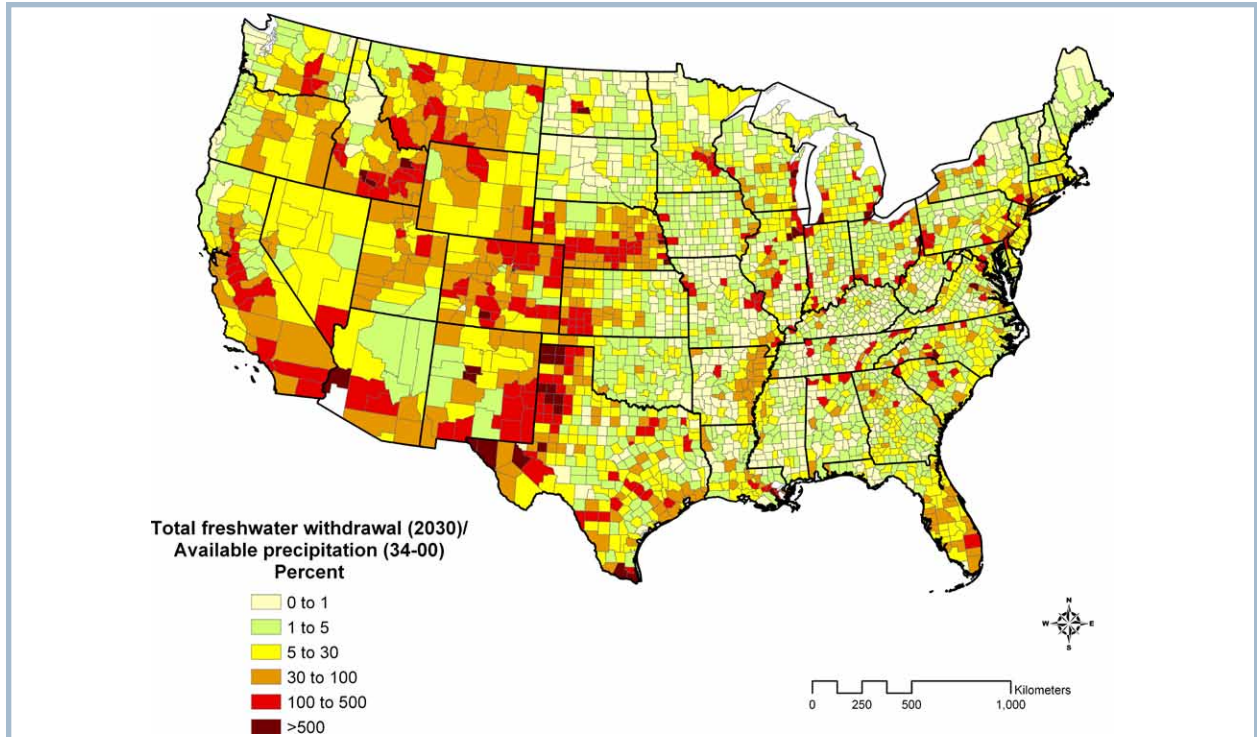 Total freshwater withdrawal (2030)/
Available precipitation (34-00)
Percent
0 to 1
1 to 5
5 to 30
30 to 100
100 to 500
>500
N
W E
S
Kilometers
0 250 500 1,000